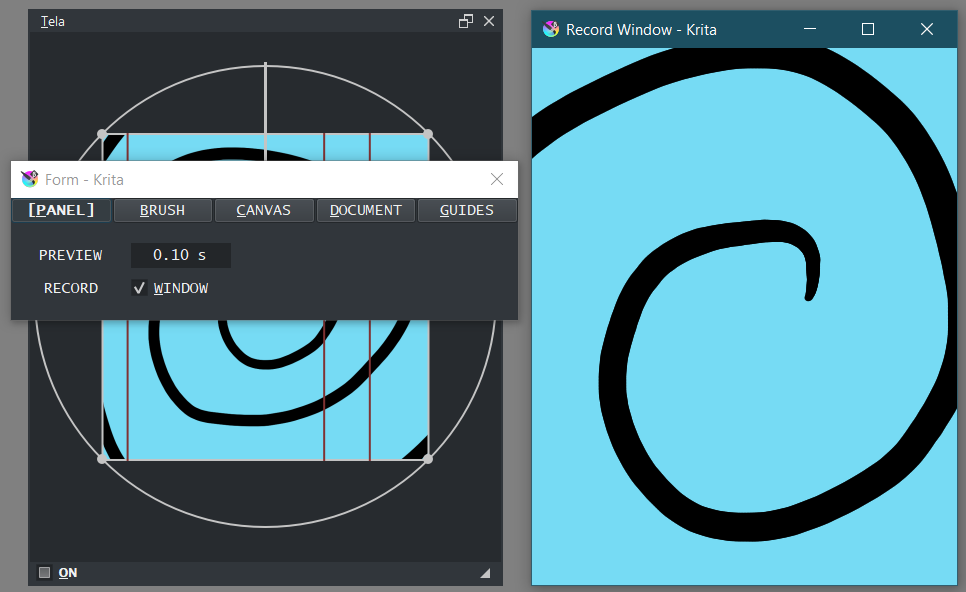 Tela
Record Window - Krita
Form - Krita
[PANEL] BRUSH CANVAS DOCUMENT GUIDES
PREVIEW 0.10 s
RECORD WINDOW
ON